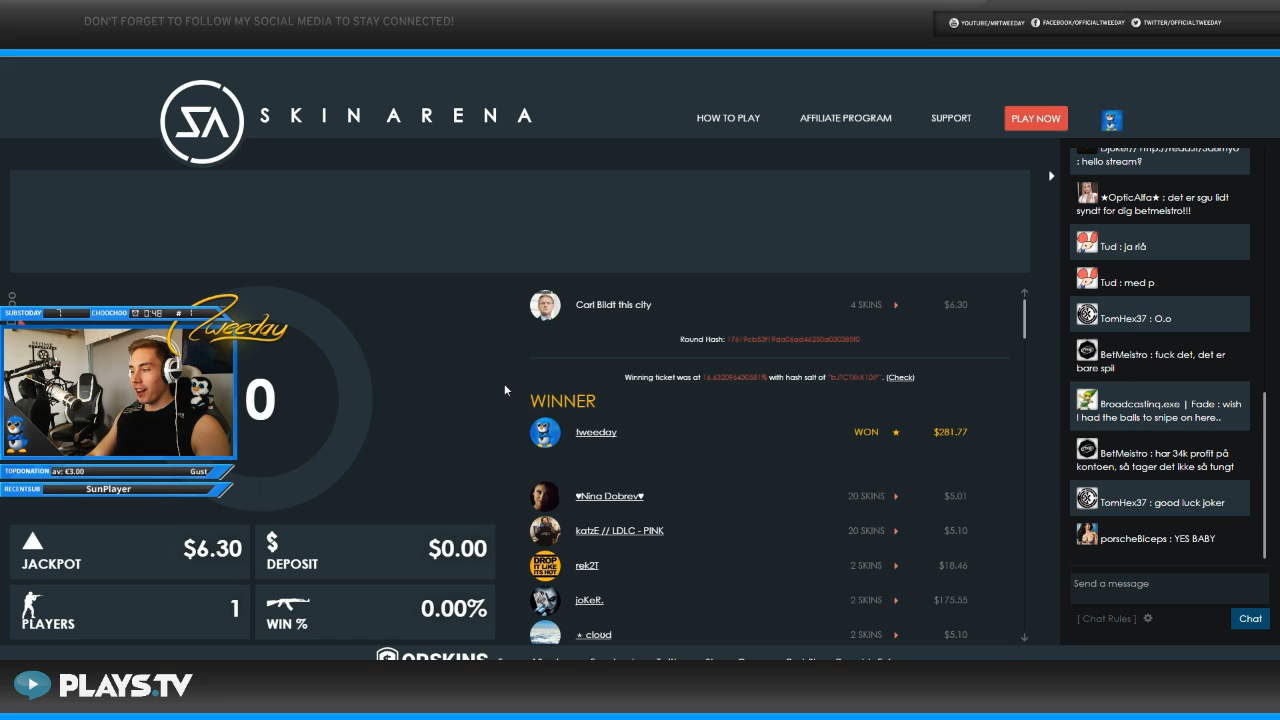 DON'T FORGET TO FOLLOW MY SOCIAL MEDIA TO STAY CONNECTED!
YOUTUBE/MRTWEEDAY FACEBOOK/OFFICIALTWEEDAY TWITTER/OFFICIALTWEEDAY
SA SKIN ARENA
HOW TO PLAY AFFILIATE PROGRAM SUPPORT PLAY NOW
: hello stream?
★OpticAlfa★ : det er sgu lidt
syndt for dig betmeistro!!!
Tud : ja rlå
Tud : med p
TomHex37 : O.o
BetMeistro : fuck det, det er
bare spil
Broadcasting.exe | Fade : wish
I had the balls to snipe on here..
BetMeistro : har 34k profit på
kontoen, så tager det ikke så tungt
TomHex37 : good luck joker
porscheBiceps : YES BABY
Send a message
[ Chat Rules ]
Chat
Carl Bildt this city 4 SKINS $6.30
Round Hash:
Winning ticket was at with hash salt of . (Check)
WINNER
tweeday WON ★ $281.77
♥Nina Dobrev♥ 20 SKINS $5.01
katzE // LDLC - PINK 20 SKINS $5.10
rek2T 2 SKINS $18.46
joKeR. 2 SKINS $175.55
★ cloud 2 SKINS $5.10
SUBSTODAY 7 CHOOCHOO 0:48 # 1
Tweeday
0
TOPDONATION av: €3.00 Gust
RECENTSUB SunPlayer
JACKPOT $6.30
DEPOSIT $0.00
PLAYERS 1
WIN % 0.00%
OPSKINS
PLAYS.TV